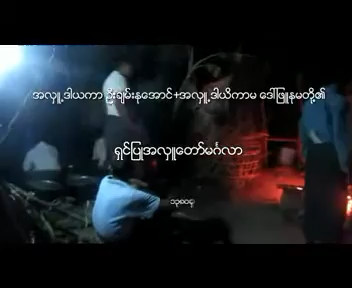 အလှူ့ဒါယကာ ဦးချမ်းနုအောင်+အလှူ့ဒါယိကာမ ဒေါ်ဖြူနုမတို့၏
ရှင်ပြုအလှူတော်မင်္ဂလာ